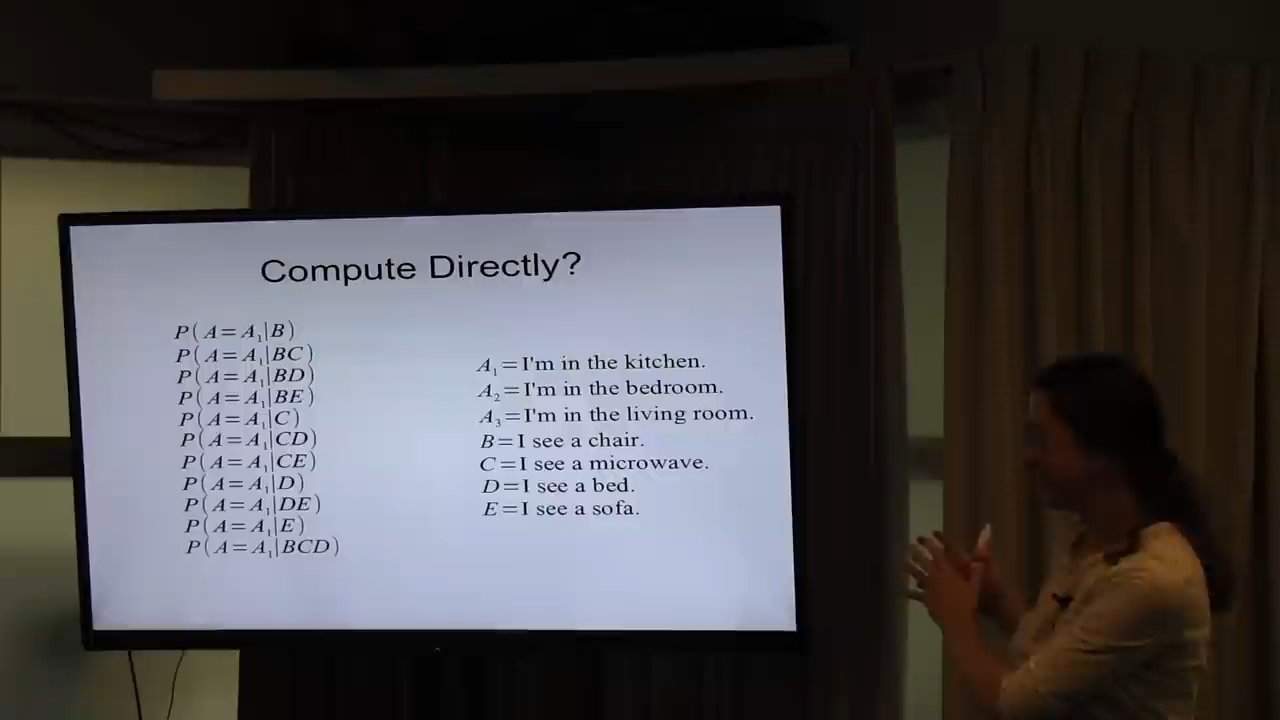 Compute Directly?
P(A=A₁|B)
P(A=A₁|BC)
P(A=A₁|BD)
P(A=A₁|BE)
P(A=A₁|C)
P(A=A₁|CD)
P(A=A₁|CE)
P(A=A₁|D)
P(A=A₁|DE)
P(A=A₁|E)
P(A=A₁|BCD)
A₁=I'm in the kitchen.
A₂=I'm in the bedroom.
A₃=I'm in the living room.
B=I see a chair.
C=I see a microwave.
D=I see a bed.
E=I see a sofa.